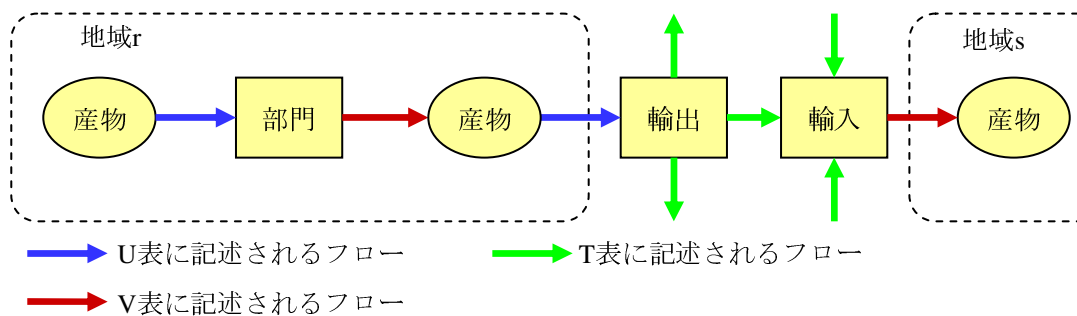 地域r
地域s
産物
部門
産物
輸出
輸入
産物
U表に記述されるフロー
T表に記述されるフロー
V表に記述されるフロー